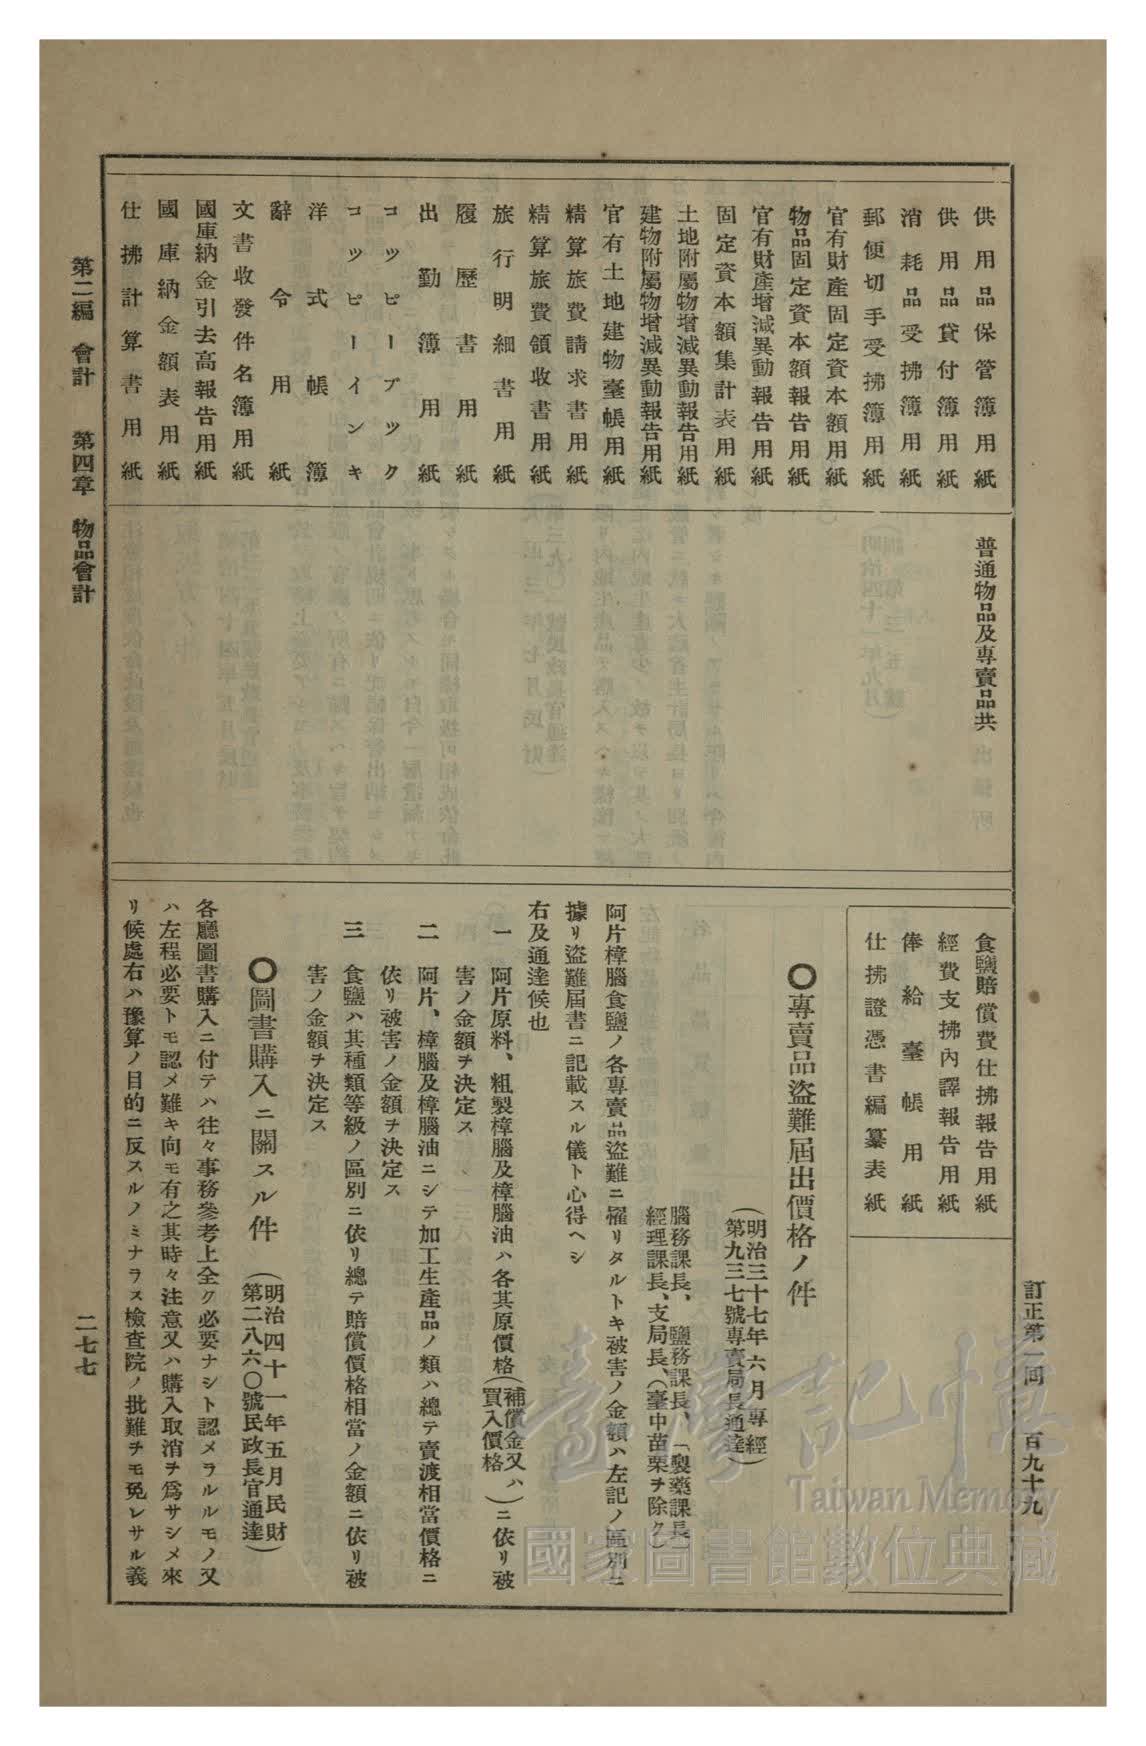 訂正第一回　百九十九
供用品保管簿用紙
供用品貸付簿用紙
消耗品受拂簿用紙
郵便切手受拂簿用紙
官有財產固定資本額用紙
物品固定資本額報告用紙
官有財產增減異動報告用紙
固定資本額集計表用紙
土地附屬物增減異動報告用紙
建物附屬物增減異動報告用紙
官有土地建物臺帳用紙
精算旅費請求書用紙
精算旅費領收書用紙
旅行明細書用紙
履歷書用紙
出勤簿用紙
コツピーブツク
コツピーインキ
洋式帳簿
辭令用紙
文書收發件名簿用紙
國庫納金引去高報告用紙
國庫納金額表用紙
仕拂計算書用紙
普通物品及專賣品共
食鹽賠償費仕拂報告用紙
經費支拂內譯報告用紙
俸給臺帳用紙
仕拂證憑書編纂表紙
〇專賣品盜難屆出價格ノ件
（明治三十七年六月專經
第九三七號專賣局長通達）
腦務課長、鹽務課長、「製藥課長
經理課長、支局長、（臺中苗栗ヲ除ク）
阿片樟腦食鹽ノ各專賣品盜難ニ罹リタルトキ被害ノ金額ハ左記ノ區別ニ
據リ盜難屆書ニ記載スル儀ト心得ヘシ
右及通達候也
一　阿片原料、粗製樟腦及樟腦油ハ各其原價格（補償金又ハ
買入價格）ニ依リ被
害ノ金額ヲ決定ス
二　阿片、樟腦及樟腦油ニシテ加工生產品ノ類ハ總テ賣渡相當價格ニ
依リ被害ノ金額ヲ決定ス
三　食鹽ハ其種類等級ノ區別ニ依リ總テ賠償價格相當ノ金額ニ依リ被
害ノ金額ヲ決定ス
〇圖書購入ニ關スル件
（明治四十一年五月民財
第二八六〇號民政長官通達）
各廳圖書購入ニ付テハ往々事務參考上全ク必要ナシト認メラルルモノ又
ハ左程必要トモ認メ難キ向モ有之其時々注意又ハ購入取消ヲ爲サシメ來
リ候處右ハ豫算ノ目的ニ反スルノミナラス檢查院ノ批難ヲモ免レサル義
第二編　會計　第四章　物品會計
二七七
臺灣記憶
Taiwan Memory
國家圖書館數位典藏